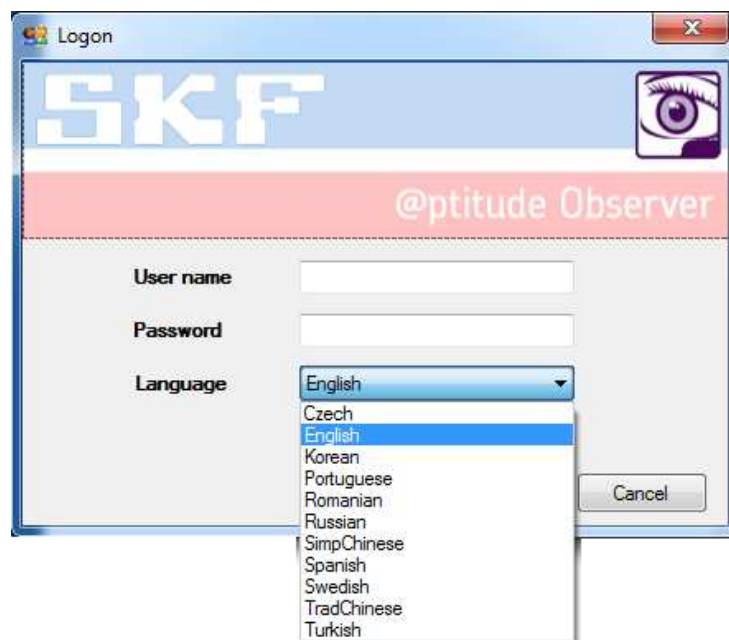 Logon
SKF
@ptitude Observer
User name
Password
Language
English
Czech
English
Korean
Portuguese
Romanian
Russian
SimpChinese
Spanish
Swedish
TradChinese
Turkish
Cancel